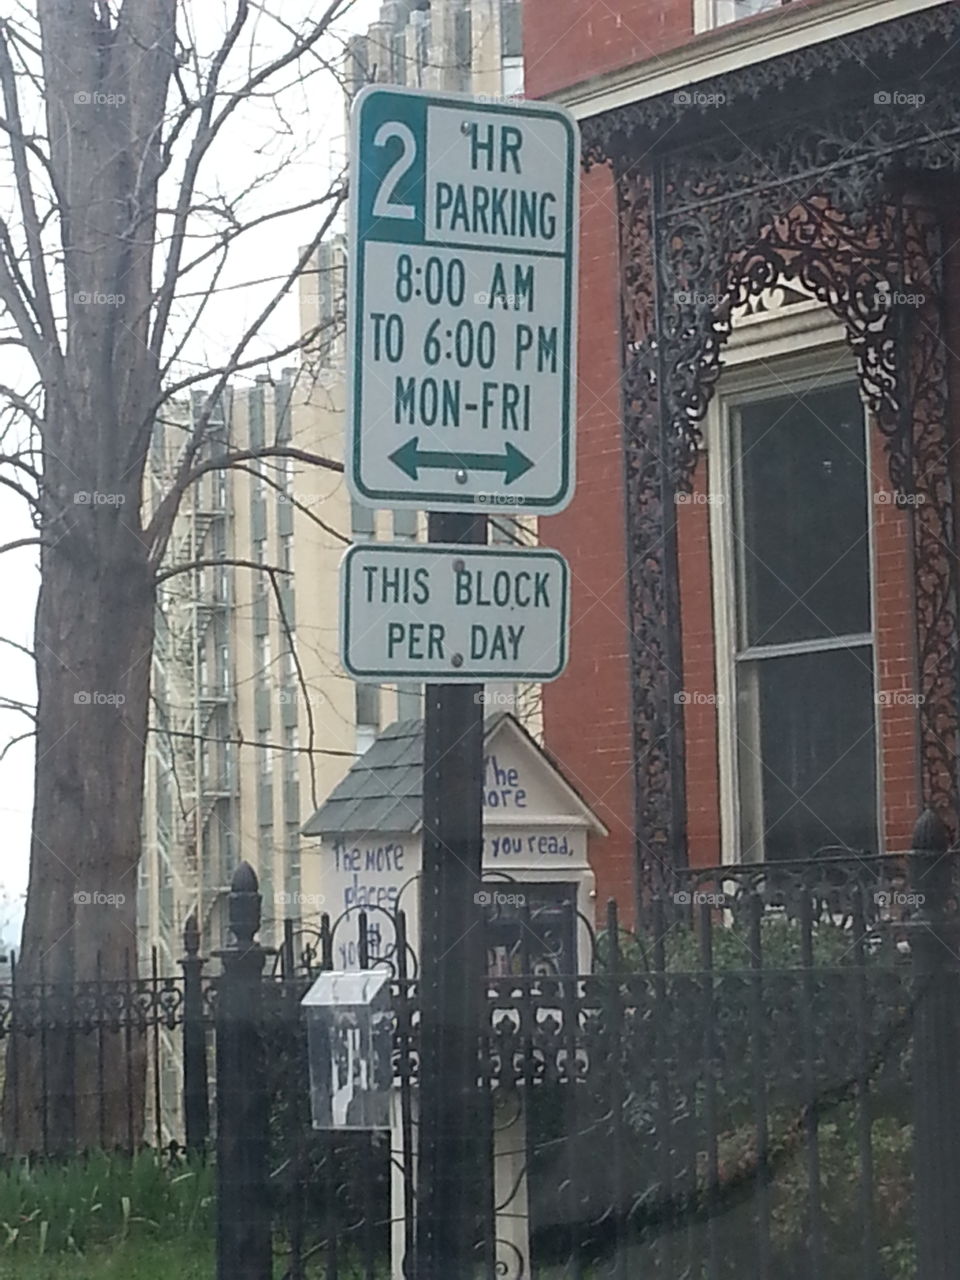 2 HR
PARKING
8:00 AM
TO 6:00 PM
MON-FRI
THIS BLOCK
PER DAY
The
you read,
The more
places
foap